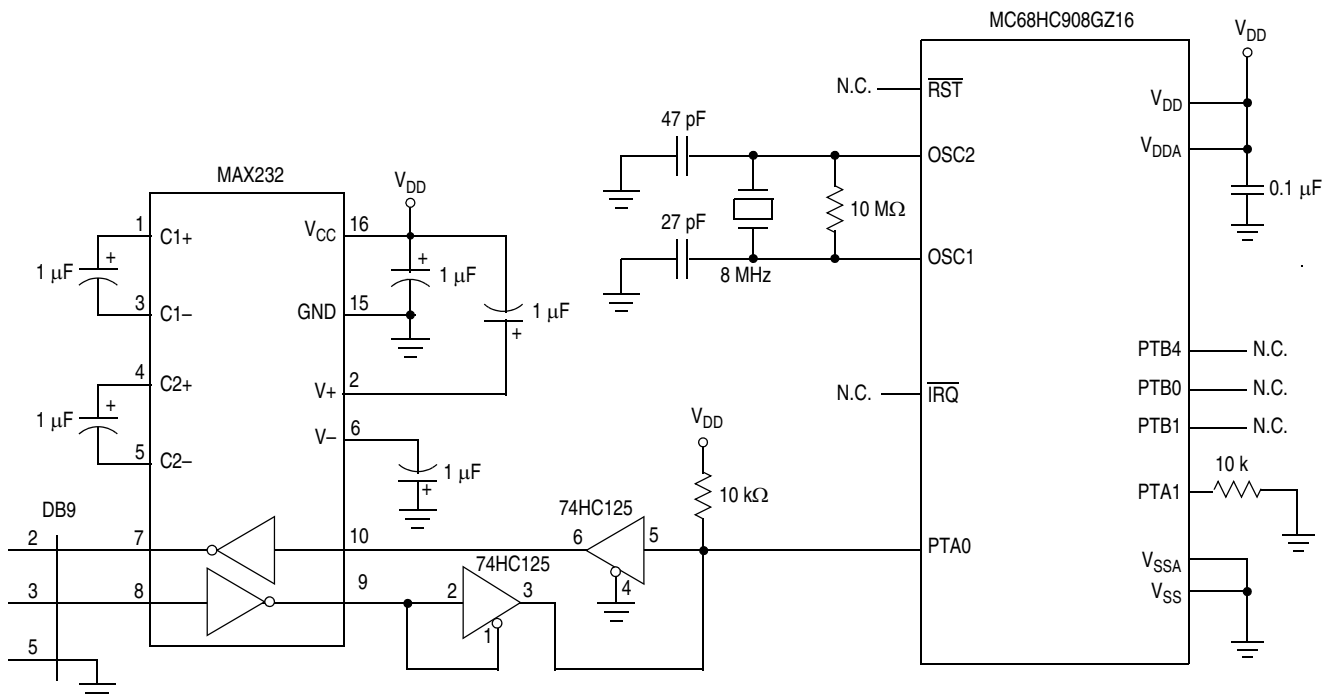 MC68HC908GZ16
VDD
N.C.
RST
VDD
47 pF
OSC2
VDDA
MAX232
VDD
10 MΩ
0.1 μF
1
C1+
VCC
16
27 pF
OSC1
1 μF
+
+
1 μF
8 MHz
3
C1–
GND
15
+
1 μF
PTB4
N.C.
4
C2+
V+
2
N.C.
IRQ
PTB0
N.C.
1 μF
+
VDD
PTB1
N.C.
5
C2–
V–
6
+
1 μF
10 kΩ
10 k
PTA1
DB9
74HC125
2
7
10
6
5
4
PTA0
74HC125
VSSA
3
8
9
2
3
1
VSS
5